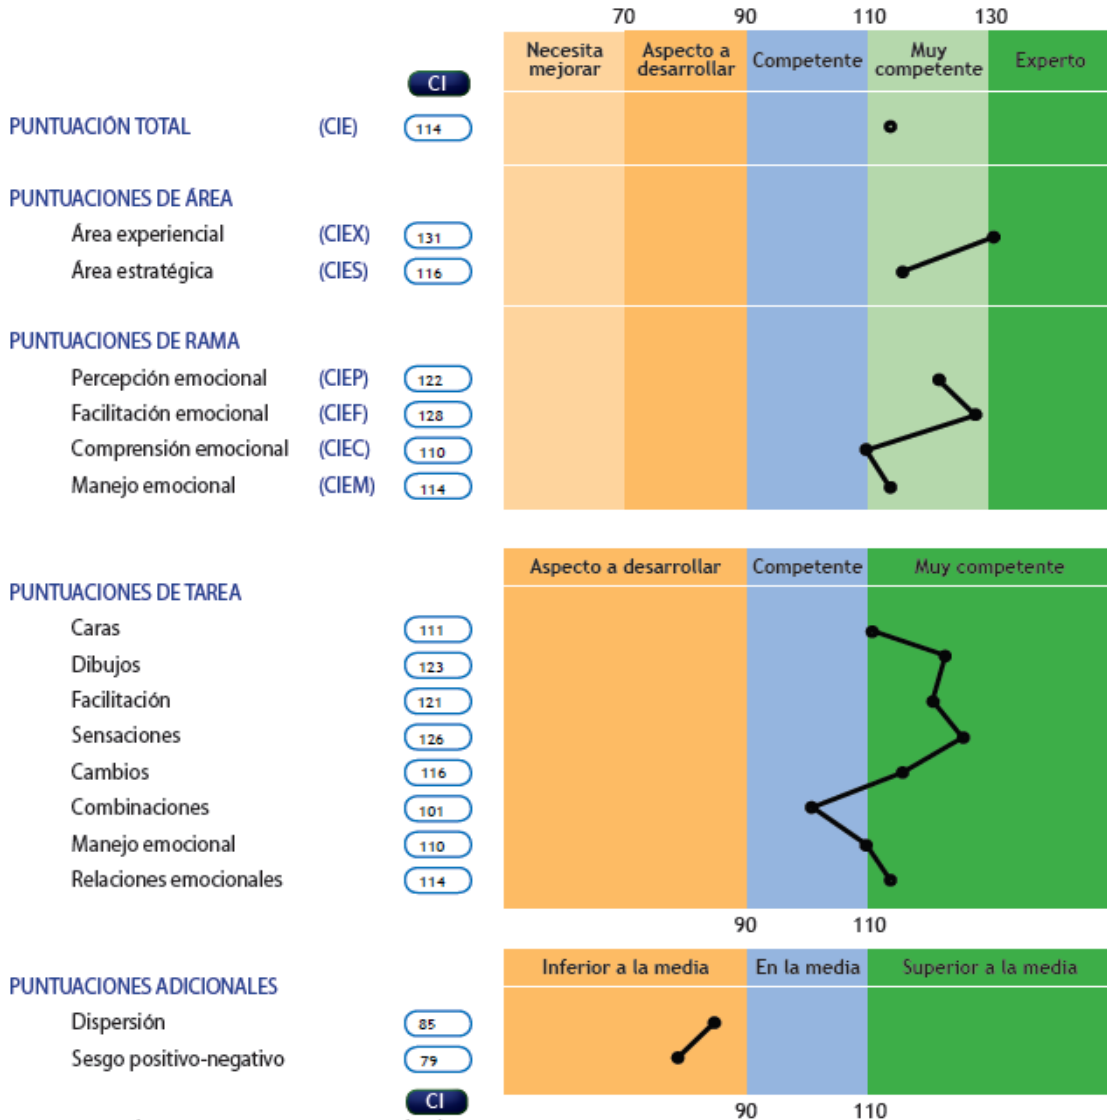 70 90 110 130
Necesita mejorar Aspecto a desarrollar Competente Muy competente Experto
CI
PUNTUACIÓN TOTAL (CIE) 114
PUNTUACIONES DE ÁREA
Área experiencial (CIEX) 131
Área estratégica (CIES) 116
PUNTUACIONES DE RAMA
Percepción emocional (CIEP) 122
Facilitación emocional (CIEF) 128
Comprensión emocional (CIEC) 110
Manejo emocional (CIEM) 114
Aspecto a desarrollar Competente Muy competente
PUNTUACIONES DE TAREA
Caras 111
Dibujos 123
Facilitación 121
Sensaciones 126
Cambios 116
Combinaciones 101
Manejo emocional 110
Relaciones emocionales 114
90 110
Inferior a la media En la media Superior a la media
PUNTUACIONES ADICIONALES
Dispersión 85
Sesgo positivo-negativo 79
CI
90 110